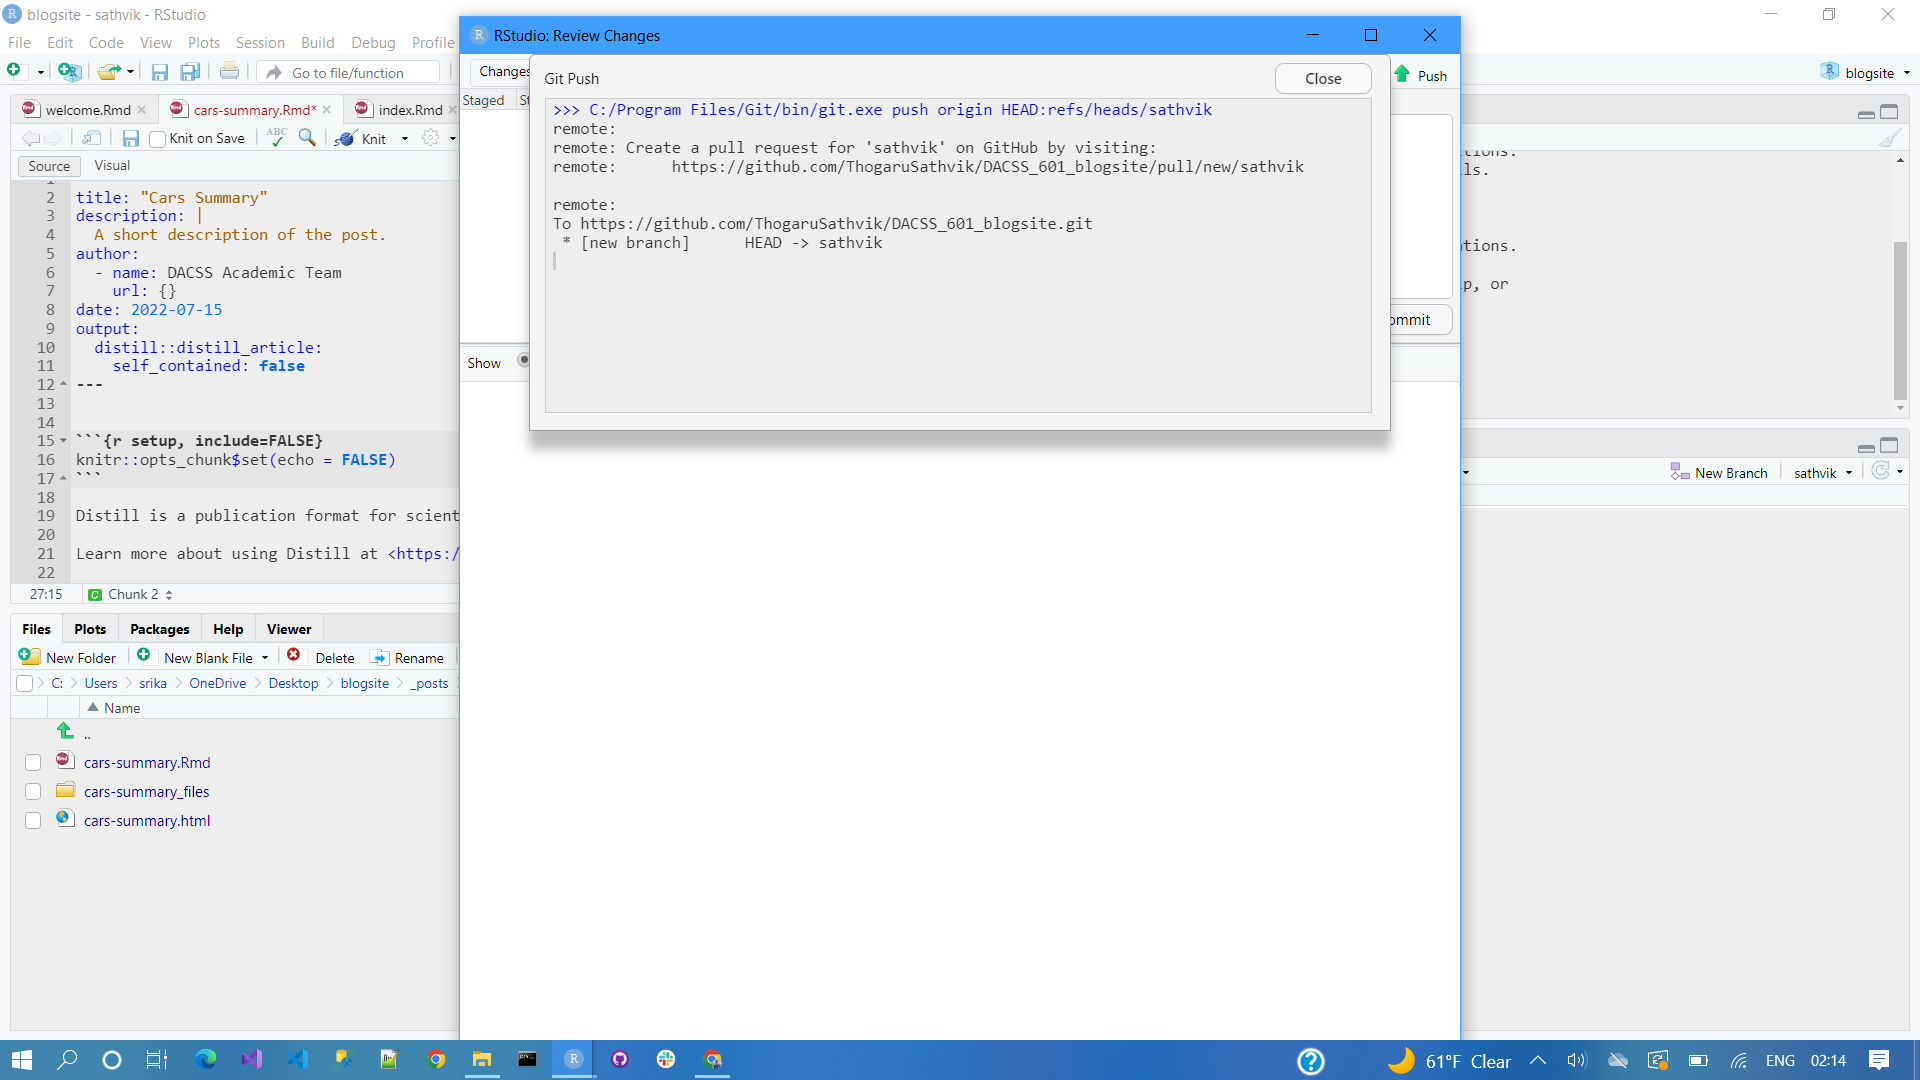 blogsite - sathvik - RStudio
File Edit Code View Plots Session Build Debug Profile
Go to file/function
blogsite
welcome.Rmd
cars-summary.Rmd*
index.Rmd
Knit on Save
ABC
Knit
Source Visual
1
2 title: "Cars Summary"
3 description: |
4 A short description of the post.
5 author:
6 - name: DACSS Academic Team
7 url: {}
8 date: 2022-07-15
9 output:
10 distill::distill_article:
11 self_contained: false
12 ---
13
14
15 ```{r setup, include=FALSE}
16 knitr::opts_chunk$set(echo = FALSE)
17 ```
18
19 Distill is a publication format for scient
20
21 Learn more about using Distill at <https:/
22
27:15 C Chunk 2
Files Plots Packages Help Viewer
New Folder New Blank File Delete Rename
C: Users srika OneDrive Desktop blogsite _posts
Name
..
cars-summary.Rmd
cars-summary_files
cars-summary.html
RStudio: Review Changes
Changes
Staged St
Push
Git Push
Close
>>> C:/Program Files/Git/bin/git.exe push origin HEAD:refs/heads/sathvik
remote:
remote: Create a pull request for 'sathvik' on GitHub by visiting:
remote: https://github.com/ThogaruSathvik/DACSS_601_blogsite/pull/new/sathvik
remote:
To https://github.com/ThogaruSathvik/DACSS_601_blogsite.git
* [new branch] HEAD -> sathvik
ommit
Show
tions.
ls.
tions.
p, or
New Branch sathvik
61°F Clear
ENG
02:14